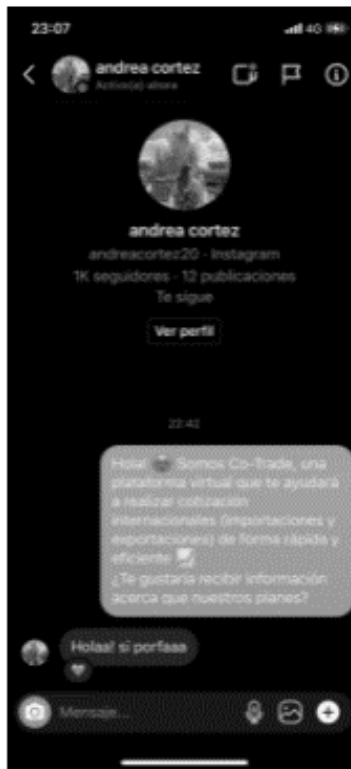 23:07
4G
andrea cortez
Activo(a) ahora
andrea cortez
andreacortez20 - Instagram
1K seguidores - 12 publicaciones
Te sigue
Ver perfil
22:42
Hola! Somos Co-Trade, una
plataforma virtual que te ayudará
a realizar cotización
internacionales (importaciones y
exportaciones) de forma rápida y
eficiente
¿Te gustaría recibir información
acerca que nuestros planes?
Holaa! si porfaaa
Mensaje...